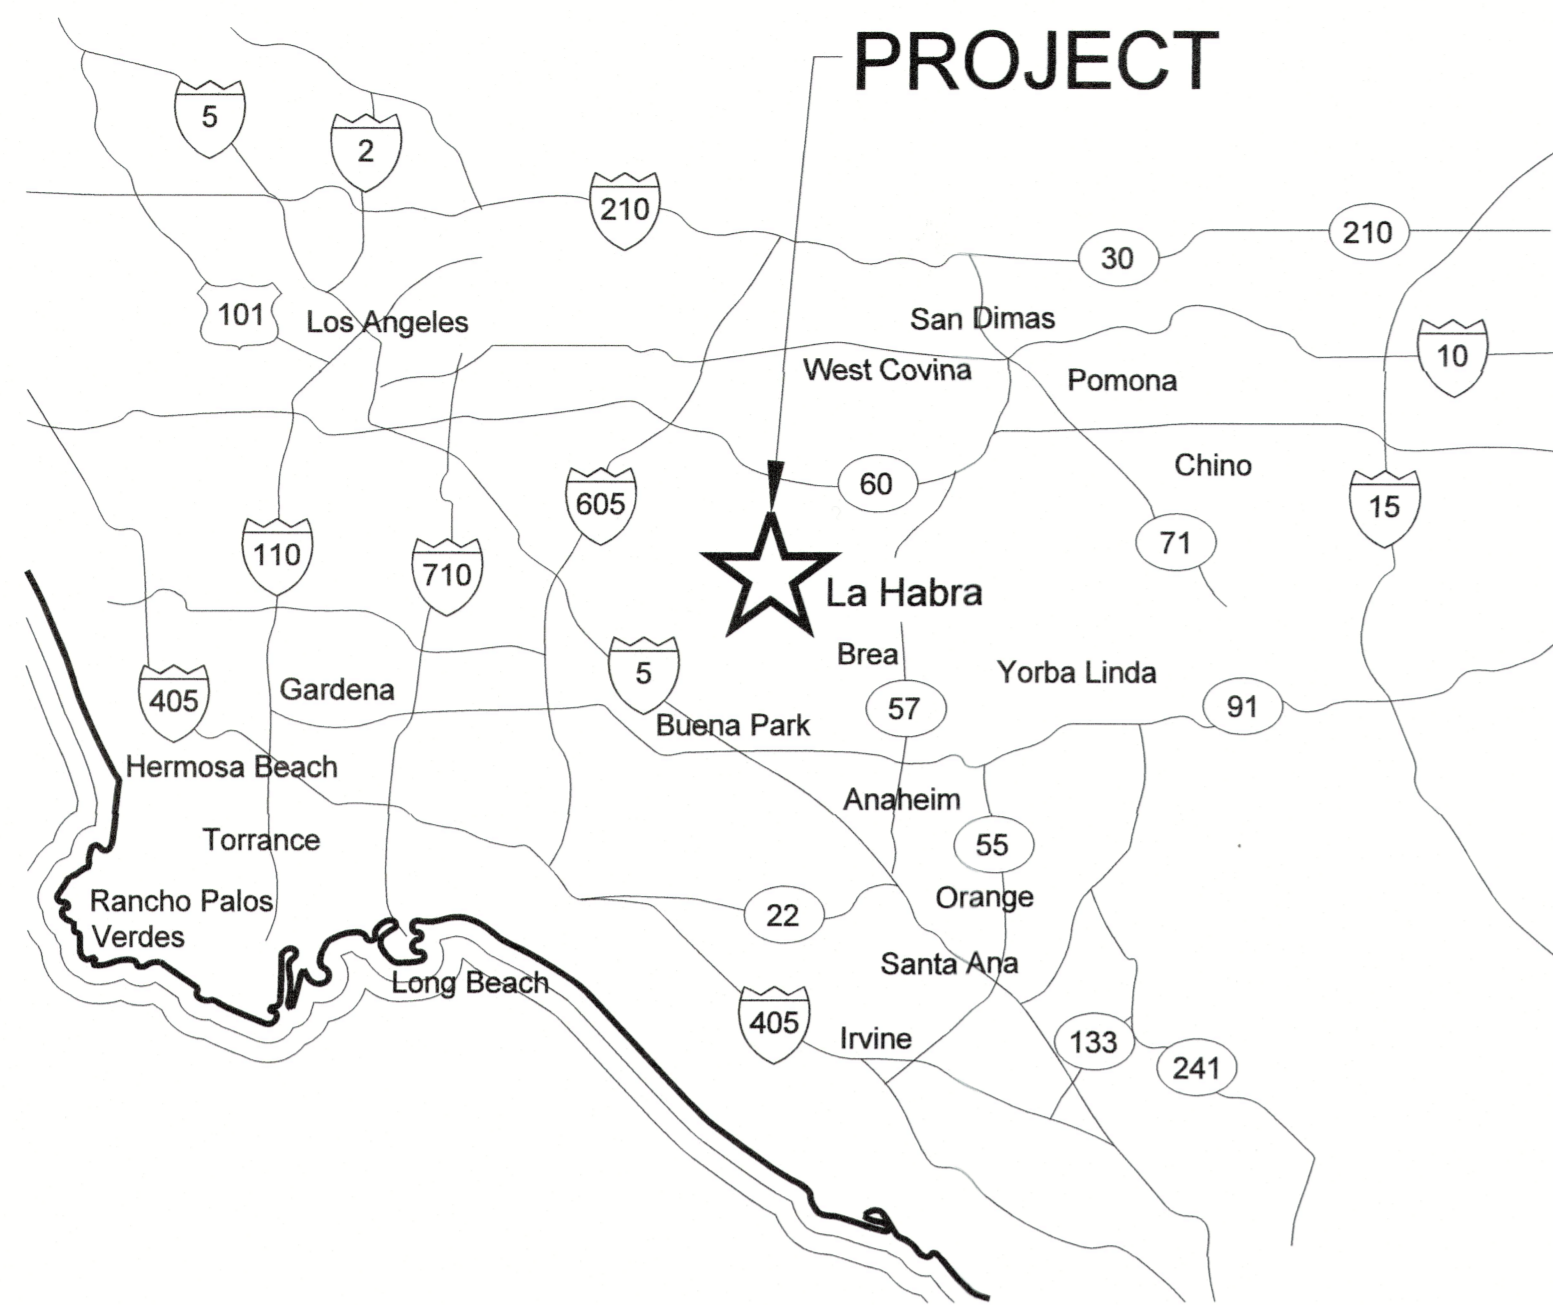 PROJECT
5
2
210
210
30
101
Los Angeles
San Dimas
10
West Covina
Pomona
Chino
60
605
15
110
71
710
La Habra
Brea
5
Yorba Linda
405
Gardena
57
91
Buena Park
Hermosa Beach
Anaheim
Torrance
55
Rancho Palos
Verdes
22
Orange
Santa Ana
Long Beach
405
Irvine
133
241